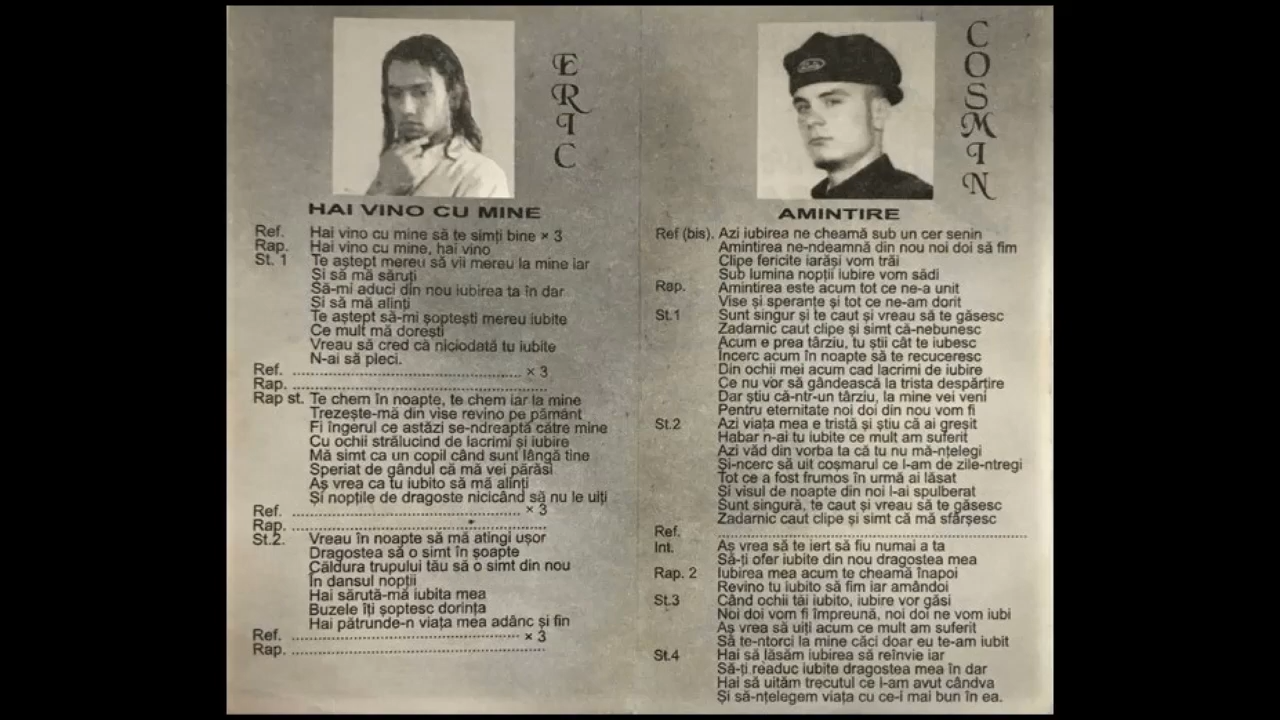 ERIC
HAI VINO CU MINE
Ref. Hai vino cu mine să te simți bine × 3
Rap. Hai vino cu mine, hai vino
St. 1 Te aștept mereu să vii mereu la mine iar
Și să mă săruți
Să-mi aduci din nou iubirea ta în dar
Și să mă alinți
Te aștept să-mi șoptești mereu iubite
Ce mult mă dorești
Vreau să cred că niciodată tu iubite
N-ai să pleci.
Ref. ................................................... × 3
Rap. .........................................................
Rap st. Te chem în noapte, te chem iar la mine
Trezește-mă din vise revino pe pământ
Fi îngerul ce astăzi se-ndreaptă către mine
Cu ochii strălucind de lacrimi și iubire
Mă simt ca un copil când sunt lângă tine
Speriat de gândul că mă vei părăsi
Aș vrea ca tu iubito să mă alinți
Și nopțile de dragoste nicicând să nu le uiți
Ref. ................................................... × 3
Rap. .........................................................
St.2. Vreau în noapte să mă atingi ușor
Dragostea să o simt în șoapte
Căldura trupului tău să o simt din nou
În dansul nopții
Hai sărută-mă iubita mea
Buzele îți șoptesc dorința
Hai pătrunde-n viața mea adânc și fin
Ref. ................................................... × 3
Rap. .........................................................
COSMIN
AMINTIRE
Ref (bis). Azi iubirea ne cheamă sub un cer senin
Amintirea ne-ndeamnă din nou noi doi să fim
Clipe fericite iarăși vom trăi
Sub lumina nopții iubire vom sădi
Rap. Amintirea este acum tot ce ne-a unit
Vise și speranțe și tot ce ne-am dorit
St.1 Sunt singur și te caut și vreau să te găsesc
Zadarnic caut clipe și simt că-nebunesc
Acum e prea târziu, tu știi cât te iubesc
Încerc acum în noapte să te recuceresc
Din ochii mei acum cad lacrimi de iubire
Ce nu vor să gândească la trista despărțire
Dar știu că-ntr-un târziu, la mine vei veni
Pentru eternitate noi doi din nou vom fi
St.2 Azi viața mea e tristă și știu că ai greșit
Habar n-ai tu iubite ce mult am suferit
Azi văd din vorba ta că tu nu mă-nțelegi
Și-ncerc să uit coșmarul ce l-am de zile-ntregi
Tot ce a fost frumos în urmă ai lăsat
Și visul de noapte din noi l-ai spulberat
Sunt singură, te caut și vreau să te găsesc
Zadarnic caut clipe și simt că mă sfârșesc
Ref. .....................................................................
Int. Aș vrea să te iert să fiu numai a ta
Să-ți ofer iubite din nou dragostea mea
Rap. 2 Iubirea mea acum te cheamă înapoi
Revino tu iubito să fim iar amândoi
St.3 Când ochii tăi iubito, iubire vor găsi
Noi doi vom fi împreună, noi doi ne vom iubi
Aș vrea să uiți acum ce mult am suferit
Să te-ntorci la mine căci doar eu te-am iubit
St.4 Hai să lăsăm iubirea să reînvie iar
Să-ți readuc iubite dragostea mea în dar
Hai să uităm trecutul ce l-am avut cândva
Și să-nțelegem viața cu ce-i mai bun în ea.